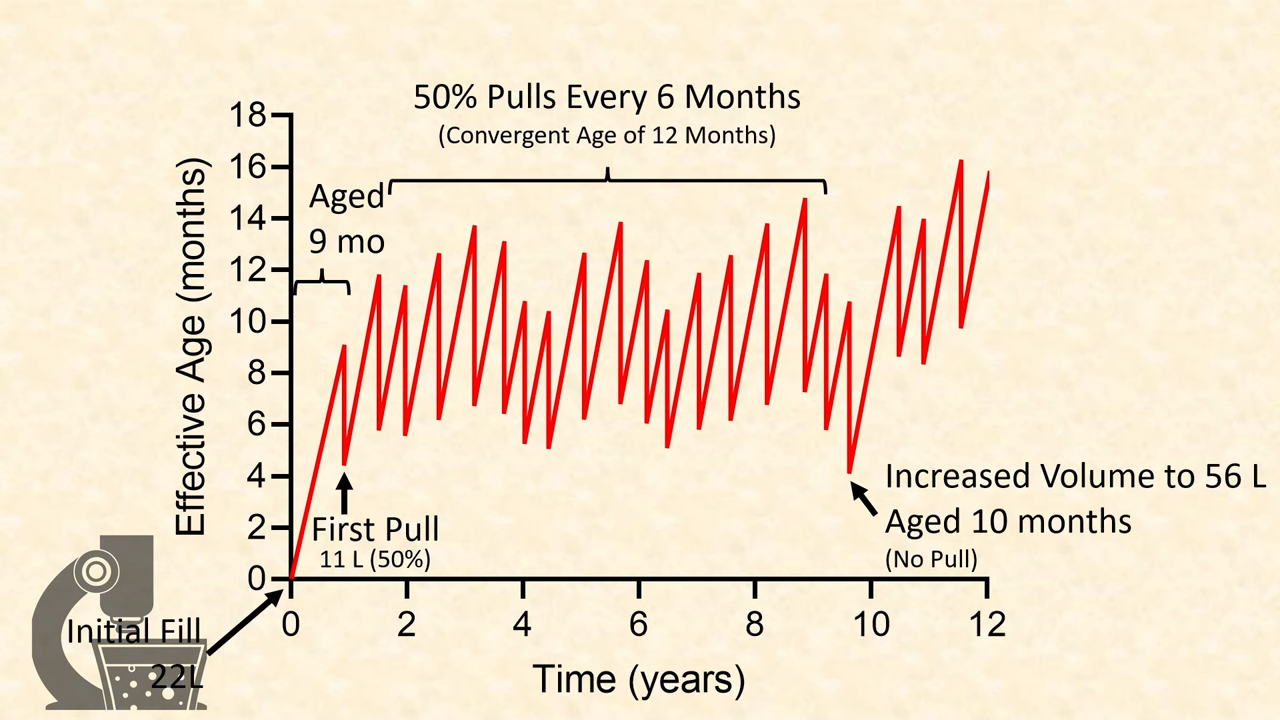 50% Pulls Every 6 Months
(Convergent Age of 12 Months)
Aged
9 mo
18
16
14
12
10
8
6
4
2
0
Effective Age (months)
First Pull
11 L (50%)
Increased Volume to 56 L
Aged 10 months
(No Pull)
Initial Fill
22L
0
2
4
6
8
10
12
Time (years)